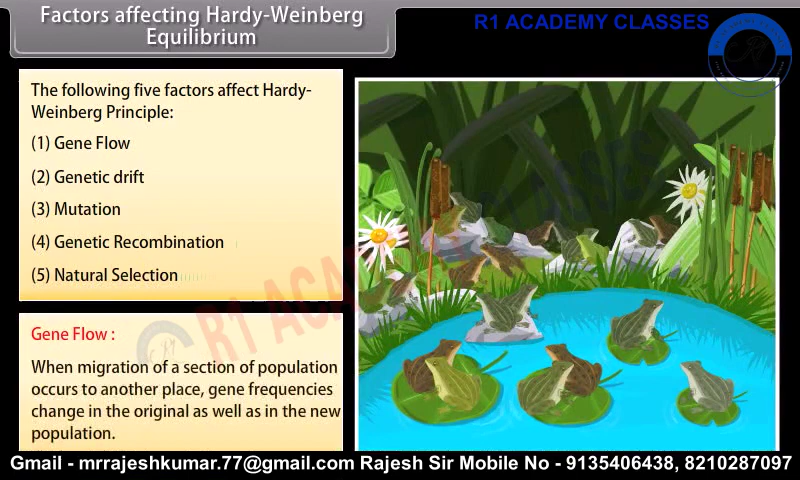 Factors affecting Hardy-Weinberg
Equilibrium
R1 ACADEMY CLASSES
The following five factors affect Hardy-
Weinberg Principle:
(1) Gene Flow
(2) Genetic drift
(3) Mutation
(4) Genetic Recombination
(5) Natural Selection
Gene Flow :
When migration of a section of population
occurs to another place, gene frequencies
change in the original as well as in the new
population.
R1 ACADEMY CLASSES
Gmail - mrrajeshkumar.77@gmail.com Rajesh Sir Mobile No - 9135406438, 8210287097